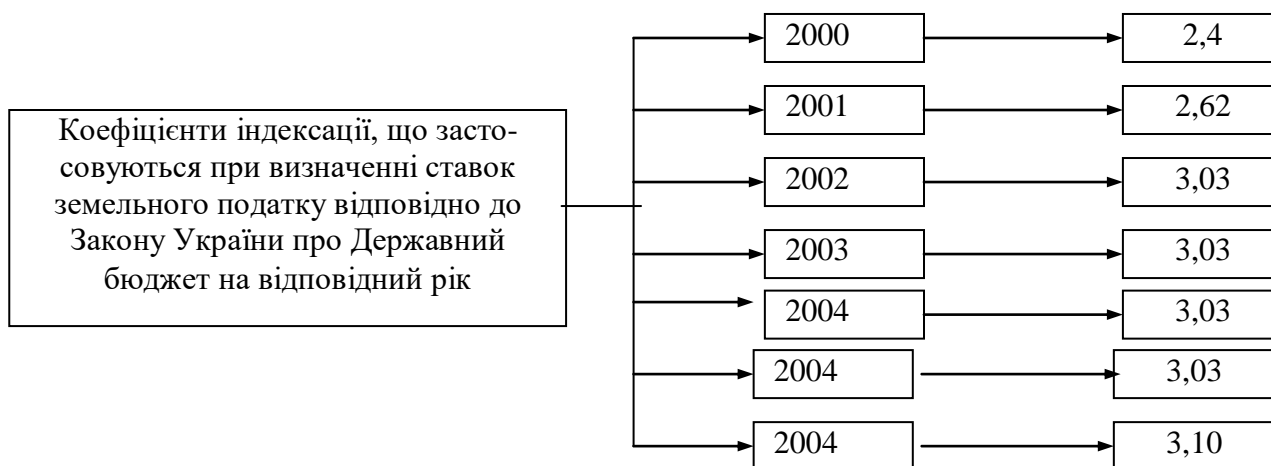 2000 2,4
2001 2,62
Коефіцієнти індексації, що засто-
совуються при визначенні ставок
земельного податку відповідно до
Закону України про Державний
бюджет на відповідний рік
2002 3,03
2003 3,03
2004 3,03
2004 3,03
2004 3,10